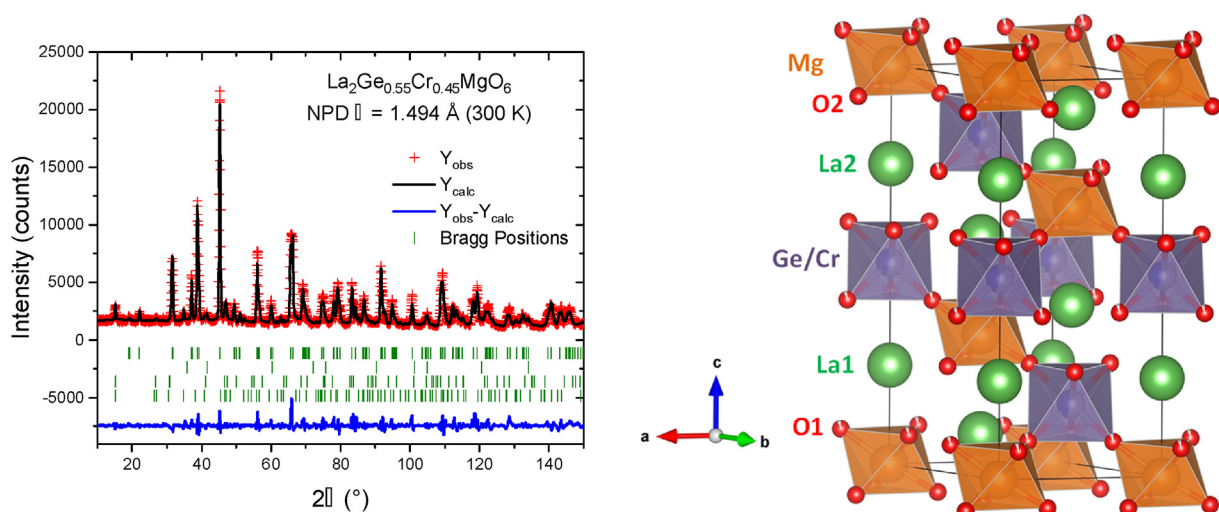 25000
20000
15000
10000
5000
0
-5000
Intensity (counts)
La2Ge0.55Cr0.45MgO6
NPD 𝥀 = 1.494 Å (300 K)
Yobs
Ycalc
Yobs-Ycalc
Bragg Positions
20 40 60 80 100 120 140
2▯ (°)
Mg
O2
La2
Ge/Cr
La1
O1
c
a
b